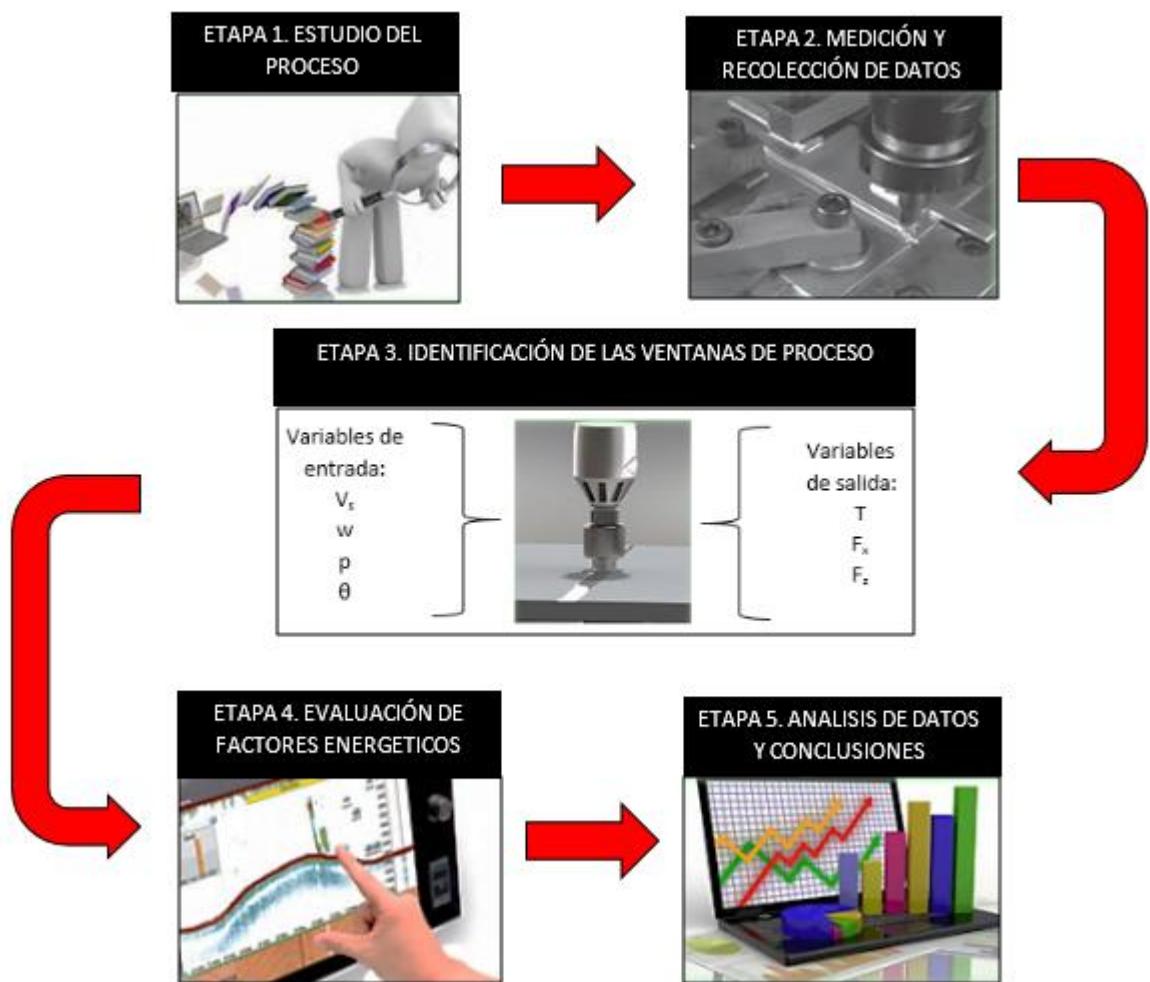 ETAPA 1. ESTUDIO DEL
PROCESO
ETAPA 2. MEDICIÓN Y
RECOLECCIÓN DE DATOS
ETAPA 3. IDENTIFICACIÓN DE LAS VENTANAS DE PROCESO
Variables de
entrada:
Vₛ
w
p
θ
Variables
de salida:
T
Fₓ
F₂
ETAPA 4. EVALUACIÓN DE
FACTORES ENERGETICOS
ETAPA 5. ANALISIS DE DATOS
Y CONCLUSIONES